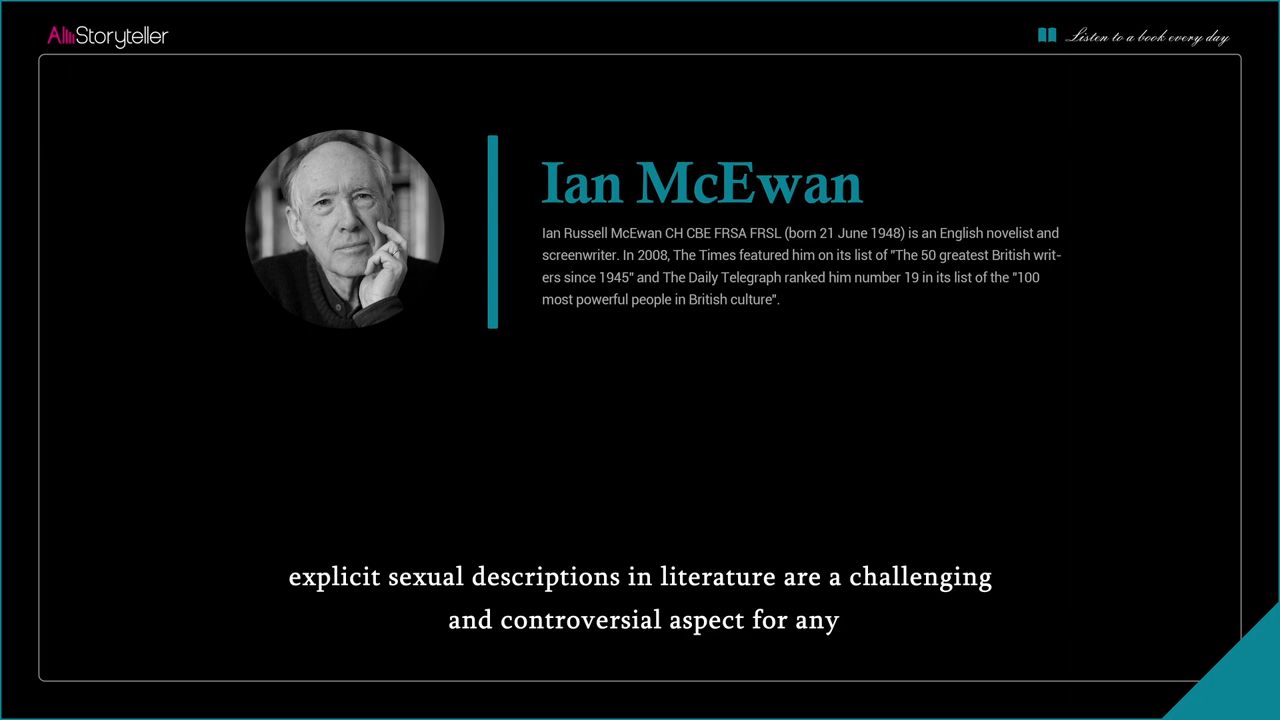 AllStoryteller
Listen to a book every day
Ian McEwan
Ian Russell McEwan CH CBE FRSA FRSL (born 21 June 1948) is an English novelist and
screenwriter. In 2008, The Times featured him on its list of "The 50 greatest British writ-
ers since 1945" and The Daily Telegraph ranked him number 19 in its list of the "100
most powerful people in British culture".
explicit sexual descriptions in literature are a challenging
and controversial aspect for any